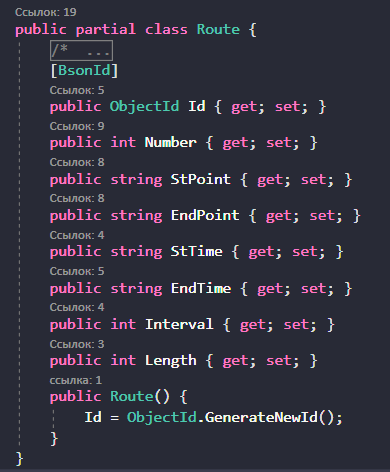 Ссылок: 19
public partial class Route {
/* ...
[BsonId]
Ссылок: 5
public ObjectId Id { get; set; }
Ссылок: 9
public int Number { get; set; }
Ссылок: 8
public string StPoint { get; set; }
Ссылок: 8
public string EndPoint { get; set; }
Ссылок: 4
public string StTime { get; set; }
Ссылок: 5
public string EndTime { get; set; }
Ссылок: 4
public int Interval { get; set; }
Ссылок: 3
public int Length { get; set; }
ссылка: 1
public Route() {
Id = ObjectId.GenerateNewId();
}
}